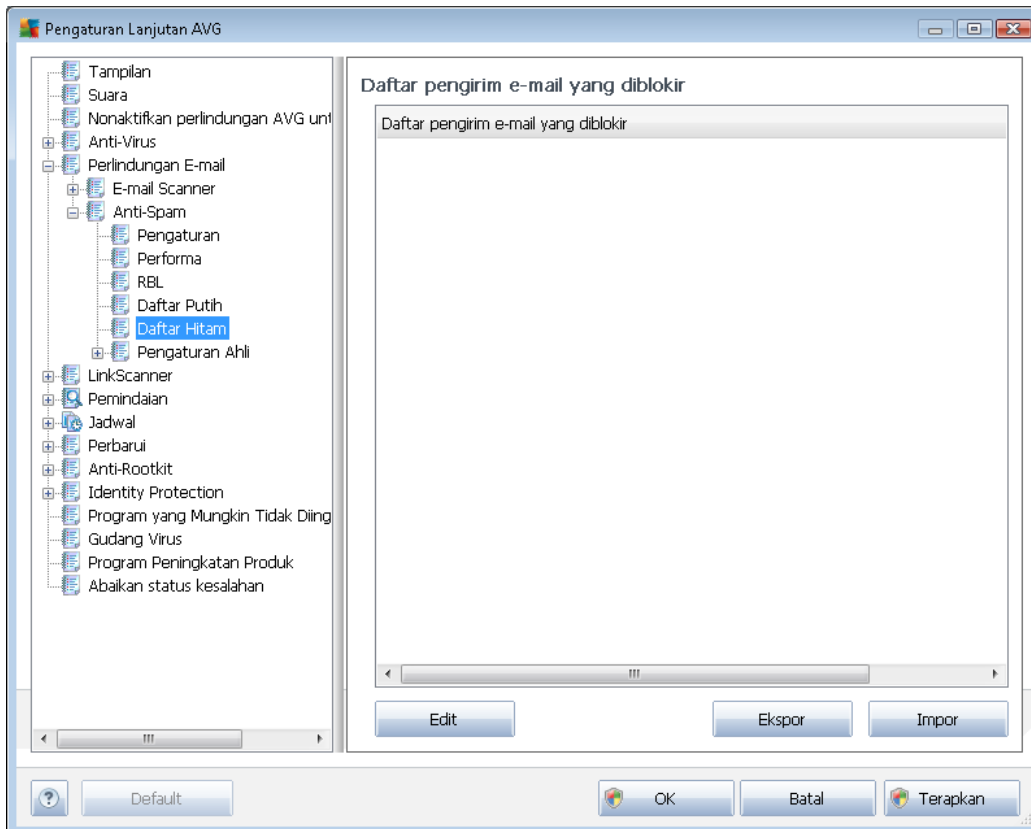 Pengaturan Lanjutan AVG
Tampilan
Suara
Nonaktifkan perlindungan AVG unt
Anti-Virus
Perlindungan E-mail
E-mail Scanner
Anti-Spam
Pengaturan
Performa
RBL
Daftar Putih
Daftar Hitam
Pengaturan Ahli
LinkScanner
Pemindaian
Jadwal
Perbarui
Anti-Rootkit
Identity Protection
Program yang Mungkin Tidak Diing
Gudang Virus
Program Peningkatan Produk
Abaikan status kesalahan
Daftar pengirim e-mail yang diblokir
Daftar pengirim e-mail yang diblokir
Edit
Ekspor
Impor
?
Default
OK
Batal
Terapkan